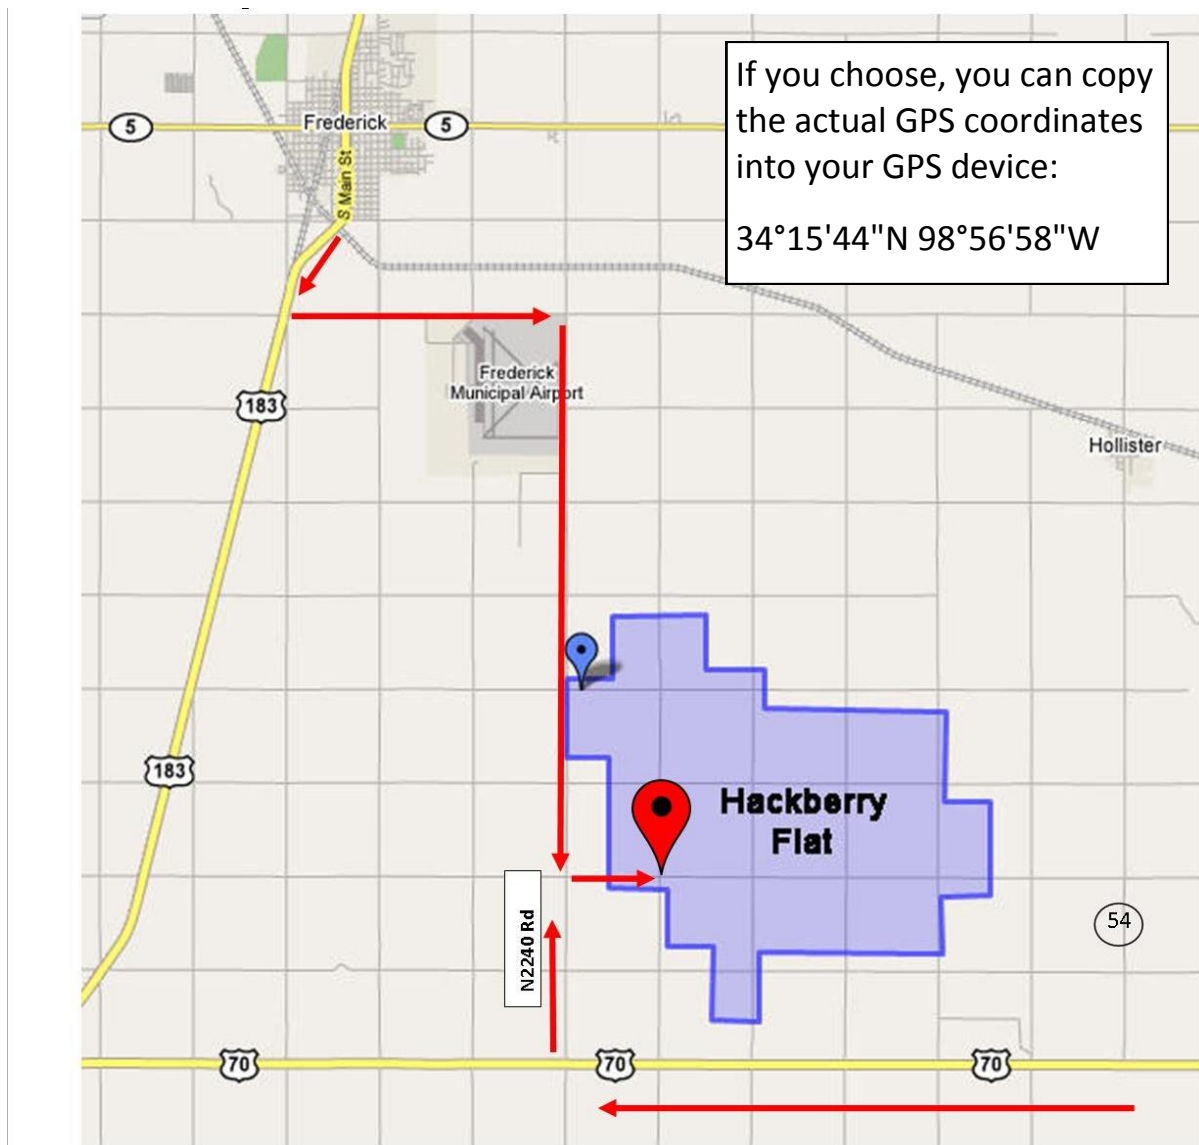 If you choose, you can copy
the actual GPS coordinates
into your GPS device:
34°15'44"N 98°56'58"W
5
Frederick
5
S Main St
Frederick
Municipal Airport
183
Hollister
183
Hackberry
Flat
N2240 Rd
54
70
70
70